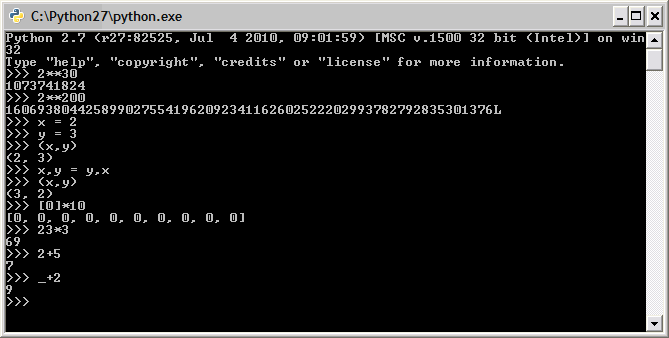 C:\Python27\python.exe
Python 2.7 (r27:82525, Jul  4 2010, 09:01:59) [MSC v.1500 32 bit (Intel)] on win
32
Type "help", "copyright", "credits" or "license" for more information.
>>> 2**30
1073741824
>>> 2**200
1606938044258990275541962092341162602522202993782792835301376L
>>> x = 2
>>> y = 3
>>> (x,y)
(2, 3)
>>> x,y = y,x
>>> (x,y)
(3, 2)
>>> [0]*10
[0, 0, 0, 0, 0, 0, 0, 0, 0, 0]
>>> 23*3
69
>>> 2+5
7
>>> _+2
9
>>>